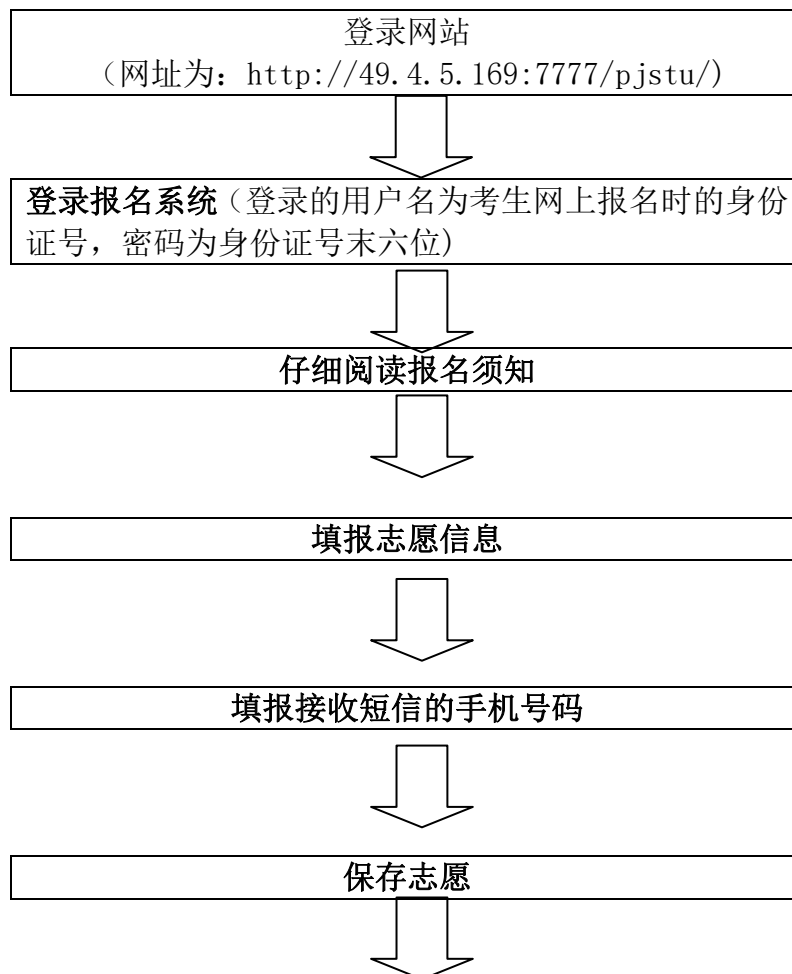 登录网站
（网址为：http://49.4.5.169:7777/pjstu/)
登录报名系统（登录的用户名为考生网上报名时的身份
证号，密码为身份证号末六位)
仔细阅读报名须知
填报志愿信息
填报接收短信的手机号码
保存志愿